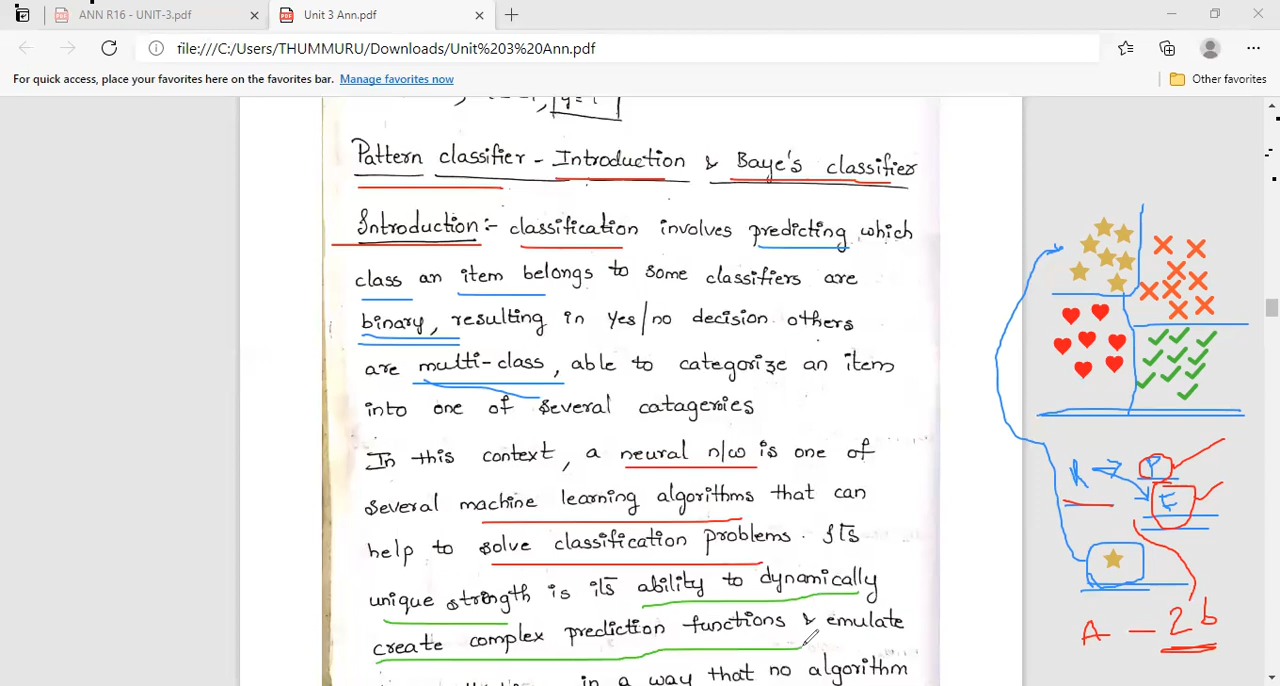 ANN R16 - UNIT-3.pdf
Unit 3 Ann.pdf
file:///C:/Users/THUMMURU/Downloads/Unit%203%20Ann.pdf
For quick access, place your favorites here on the favorites bar. Manage favorites now
Other favorites
Pattern classifier - Introduction & Baye's classifier
Introduction :- classification involves predicting which
class an item belongs to some classifiers are
binary, resulting in yes/no decision. others
are multi-class, able to categorize an item
into one of several catageries
In this context, a neural n/w is one of
several machine learning algorithms that can
help to solve classification problems. Its
unique strength is its ability to dynamically
create complex prediction functions & emulate
in a way that no algorithm
P
E
A - 2b